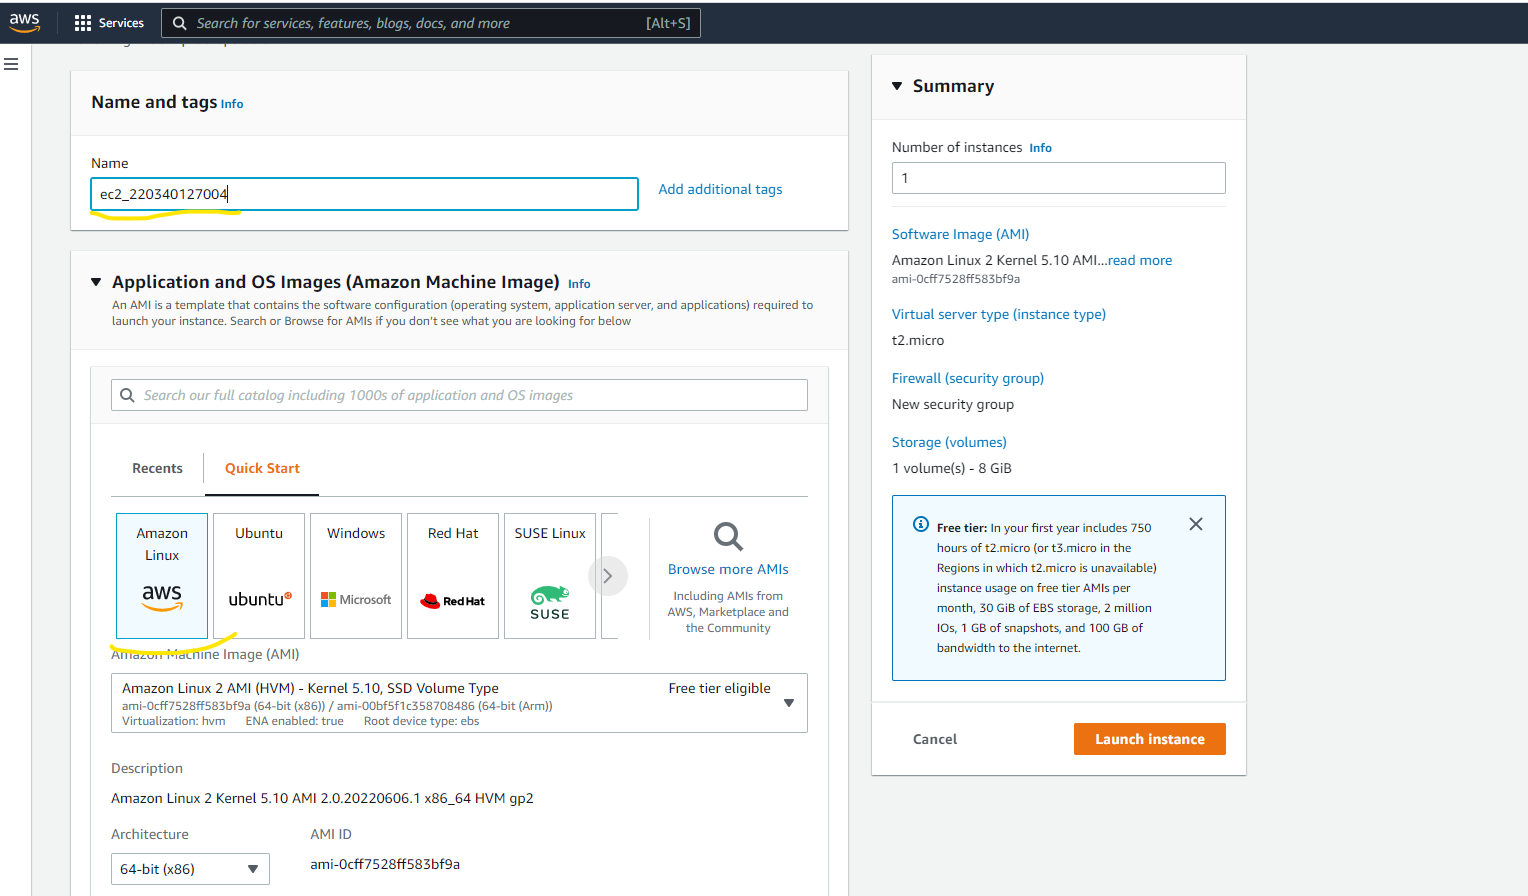 aws
Services
Search for services, features, blogs, docs, and more [Alt+S]
Name and tags Info
Name
ec2_220340127004
Add additional tags
Application and OS Images (Amazon Machine Image) Info
An AMI is a template that contains the software configuration (operating system, application server, and applications) required to
launch your instance. Search or Browse for AMIs if you don't see what you are looking for below
Search our full catalog including 1000s of application and OS images
Recents
Quick Start
Amazon
Linux
aws
Ubuntu
ubuntu
Windows
Microsoft
Red Hat
Red Hat
SUSE Linux
SUSE
Browse more AMIs
Including AMIs from
AWS, Marketplace and
the Community
Amazon Machine Image (AMI)
Amazon Linux 2 AMI (HVM) - Kernel 5.10, SSD Volume Type
Free tier eligible
ami-0cff7528ff583bf9a (64-bit (x86)) / ami-00bf5f1c358708486 (64-bit (Arm))
Virtualization: hvm ENA enabled: true Root device type: ebs
Description
Amazon Linux 2 Kernel 5.10 AMI 2.0.20220606.1 x86_64 HVM gp2
Architecture
64-bit (x86)
AMI ID
ami-0cff7528ff583bf9a
Summary
Number of instances Info
1
Software Image (AMI)
Amazon Linux 2 Kernel 5.10 AMI...read more
ami-0cff7528ff583bf9a
Virtual server type (instance type)
t2.micro
Firewall (security group)
New security group
Storage (volumes)
1 volume(s) - 8 GiB
Free tier: In your first year includes 750
hours of t2.micro (or t3.micro in the
Regions in which t2.micro is unavailable)
instance usage on free tier AMIs per
month, 30 GiB of EBS storage, 2 million
IOs, 1 GB of snapshots, and 100 GB of
bandwidth to the internet.
Cancel
Launch instance